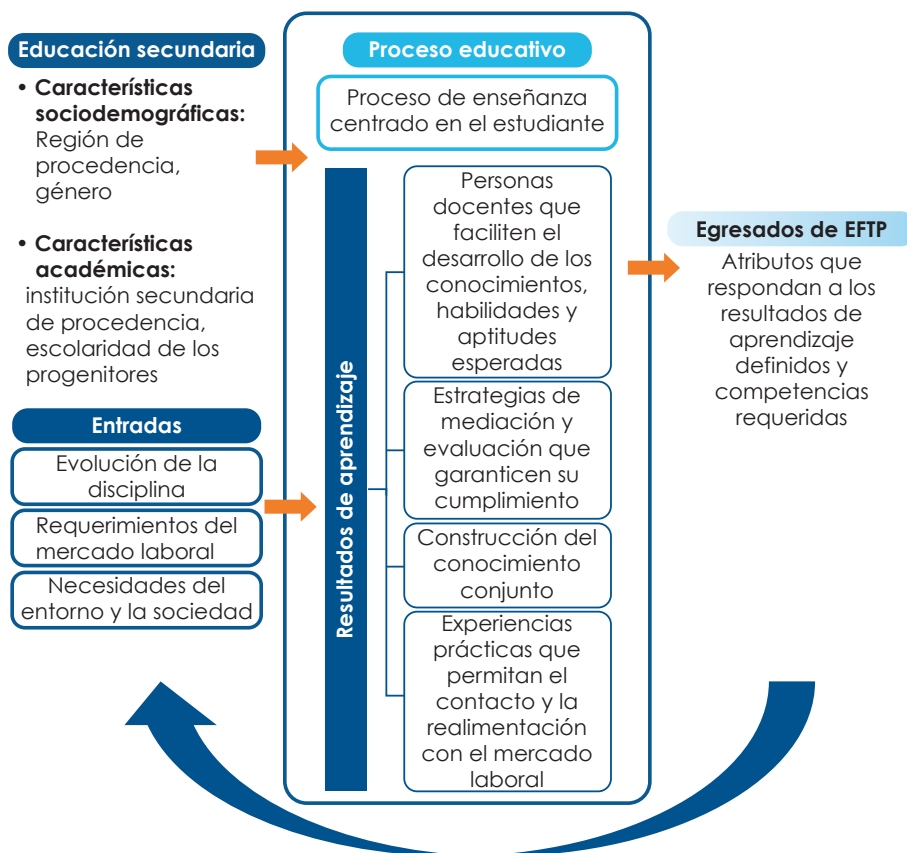 Educación secundaria
• Características
sociodemográficas:
Región de
procedencia,
género
• Características
académicas:
institución secundaria
de procedencia,
escolaridad de los
progenitores
Entradas
Evolución de la
disciplina
Requerimientos del
mercado laboral
Necesidades del
entorno y la sociedad
Proceso educativo
Proceso de enseñanza
centrado en el estudiante
Resultados de aprendizaje
Personas
docentes que
faciliten el
desarrollo de los
conocimientos,
habilidades y
aptitudes
esperadas
Estrategias de
mediación y
evaluación que
garanticen su
cumplimiento
Construcción del
conocimiento
conjunto
Experiencias
prácticas que
permitan el
contacto y la
realimentación
con el mercado
laboral
Egresados de EFTP
Atributos que
respondan a los
resultados de
aprendizaje
definidos y
competencias
requeridas